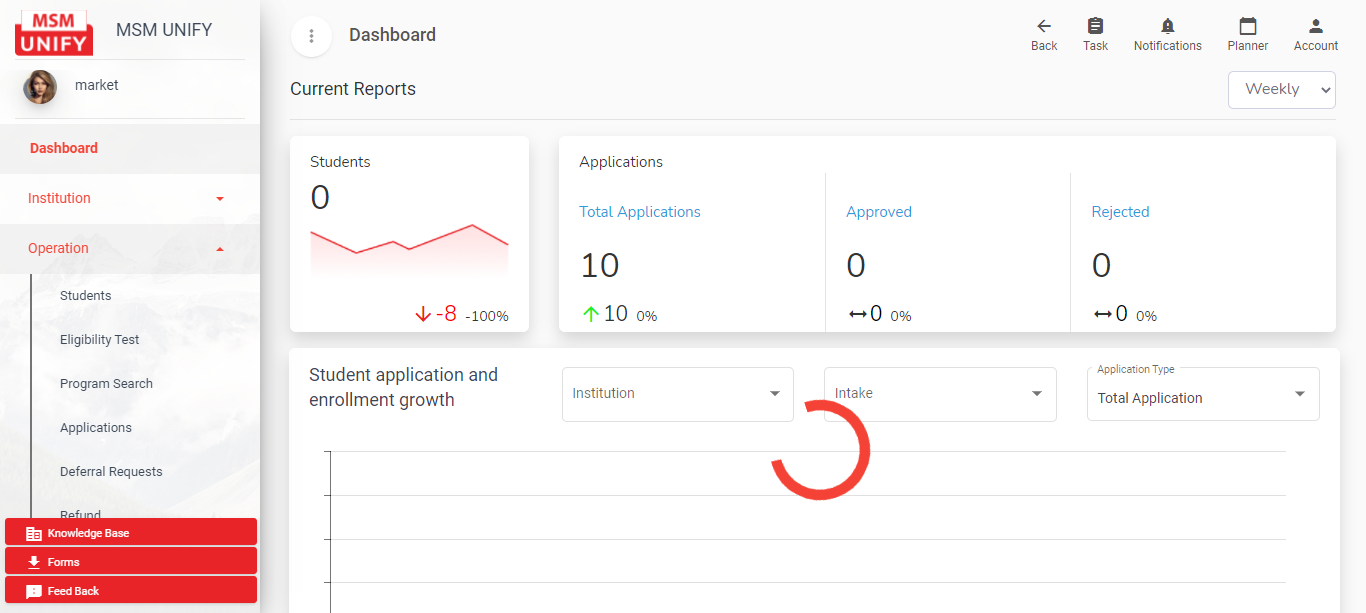 MSM
UNIFY
MSM UNIFY
market
Dashboard
Institution
Operation
Students
Eligibility Test
Program Search
Applications
Deferral Requests
Refund
Knowledge Base
Forms
Feed Back
Dashboard
Back
Task
Notifications
Planner
Account
Current Reports
Weekly
Students
0
-8 -100%
Applications
Total Applications
10
10 0%
Approved
0
0 0%
Rejected
0
0 0%
Student application and
enrollment growth
Institution
Intake
Application Type
Total Application